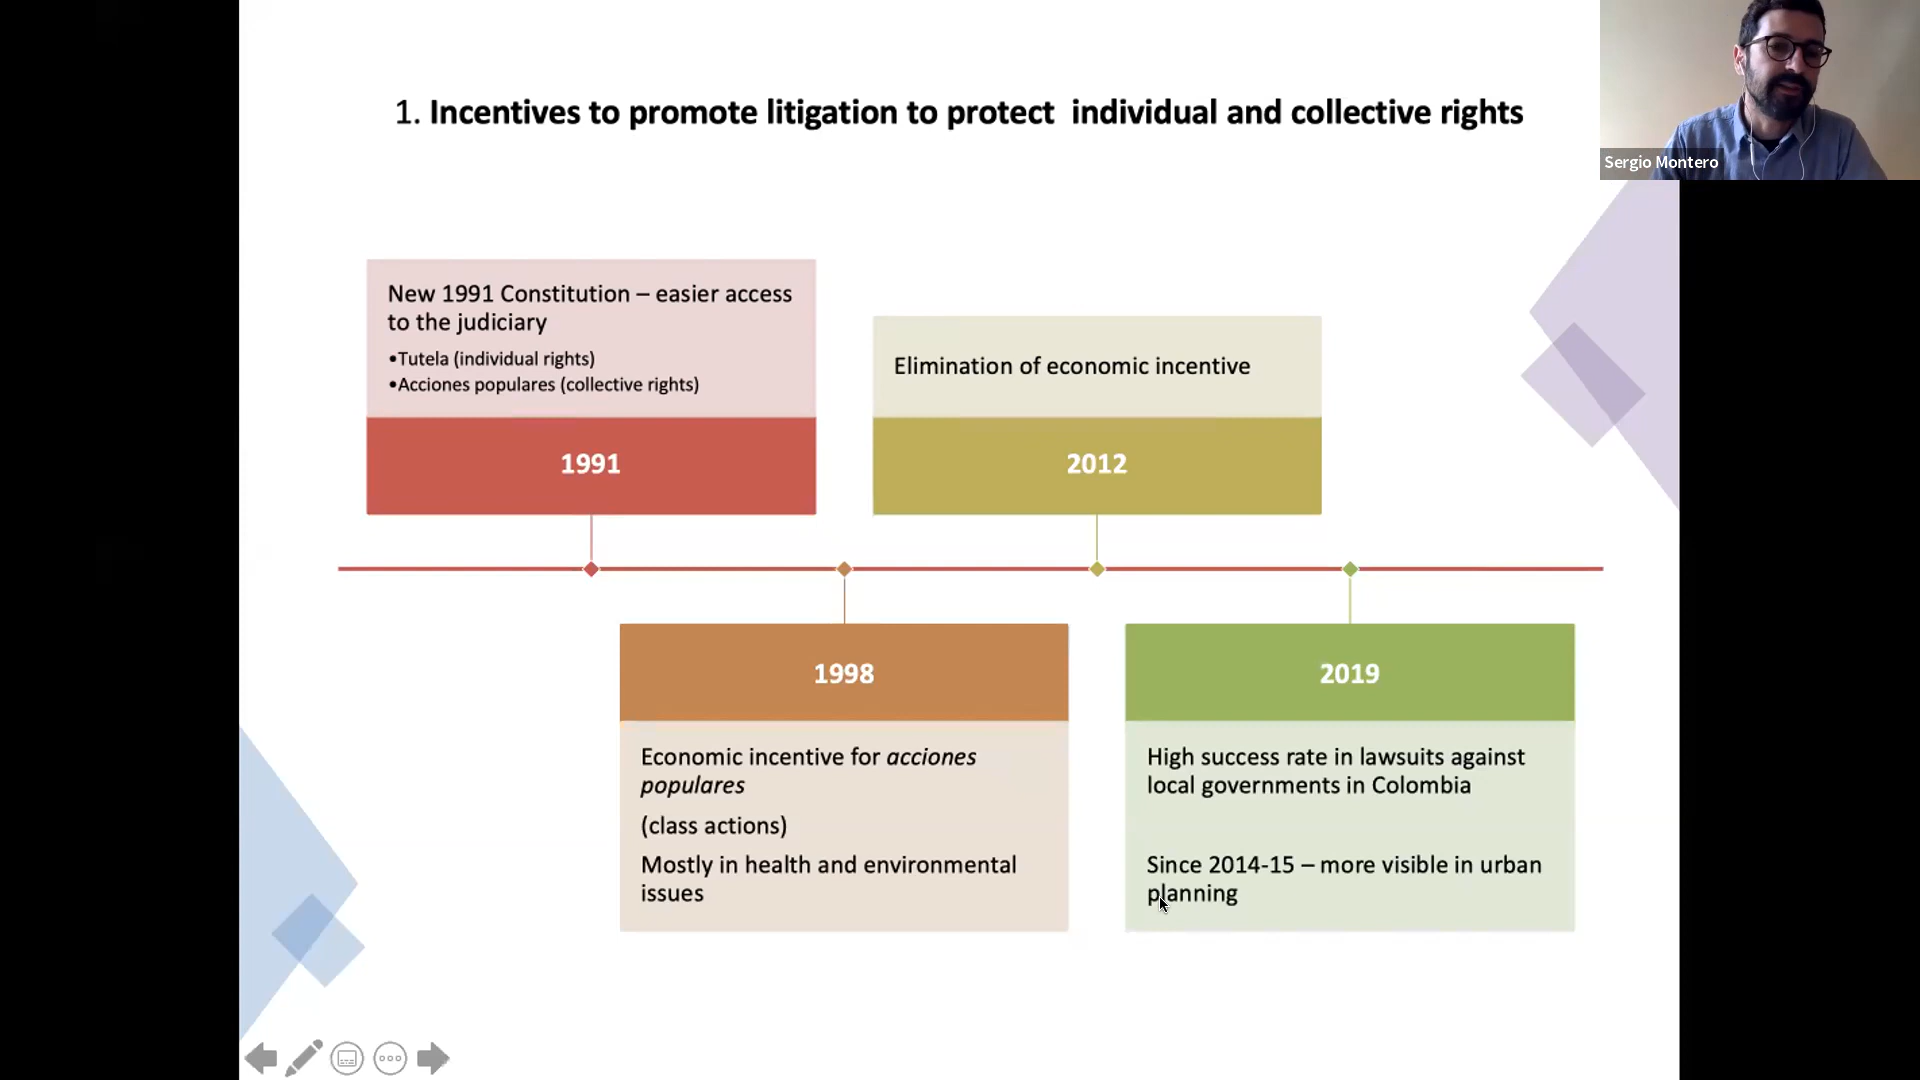 1. Incentives to promote litigation to protect  individual and collective rights
Sergio Montero
New 1991 Constitution – easier access
to the judiciary
•Tutela (individual rights)
•Acciones populares (collective rights)
1991
Elimination of economic incentive
2012
1998
Economic incentive for acciones
populares
(class actions)
Mostly in health and environmental
issues
2019
High success rate in lawsuits against
local governments in Colombia
Since 2014-15 – more visible in urban
planning